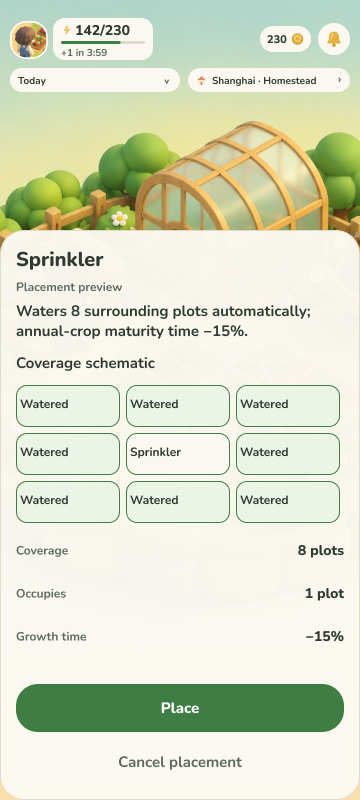 142/230
+1 in 3:59
230
Today
Shanghai · Homestead
Sprinkler
Placement preview
Waters 8 surrounding plots automatically;
annual-crop maturity time −15%.
Coverage schematic
Watered Watered Watered
Watered Sprinkler Watered
Watered Watered Watered
Coverage 8 plots
Occupies 1 plot
Growth time −15%
Place
Cancel placement